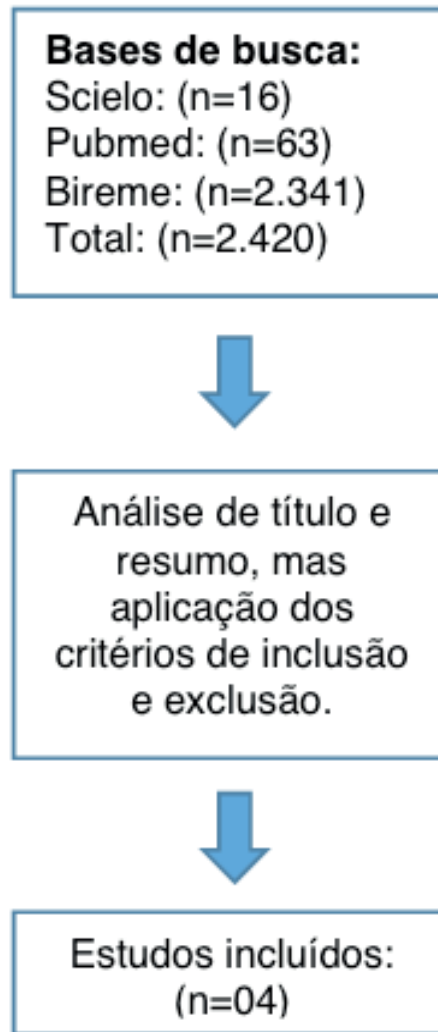 Bases de busca:
Scielo: (n=16)
Pubmed: (n=63)
Bireme: (n=2.341)
Total: (n=2.420)
Análise de título e
resumo, mas
aplicação dos
critérios de inclusão
e exclusão.
Estudos incluídos:
(n=04)